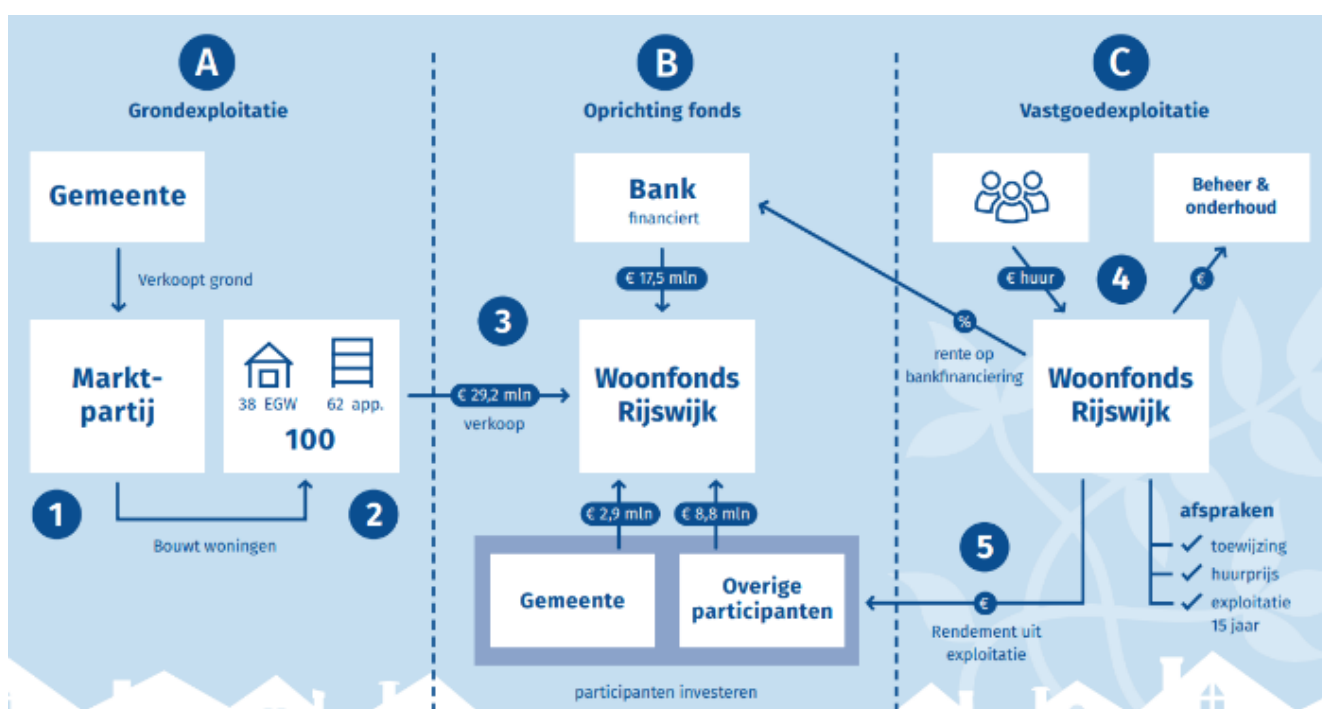 A
Grondexploitatie
Gemeente
Verkoopt grond
Markt-
partij
38 EGW 62 app.
100
1
2
Bouwt woningen
B
Oprichting fonds
Bank
financiert
€ 17,5 mln
3
€ 29,2 mln
verkoop
Woonfonds
Rijswijk
€ 2,9 mln € 8,8 mln
Gemeente
Overige
participanten
participanten investeren
C
Vastgoedexploitatie
Beheer &
onderhoud
€ huur
4
€
%
rente op
bankfinanciering
Woonfonds
Rijswijk
5
€
Rendement uit
exploitatie
afspraken
toewijzing
huurprijs
exploitatie
15 jaar